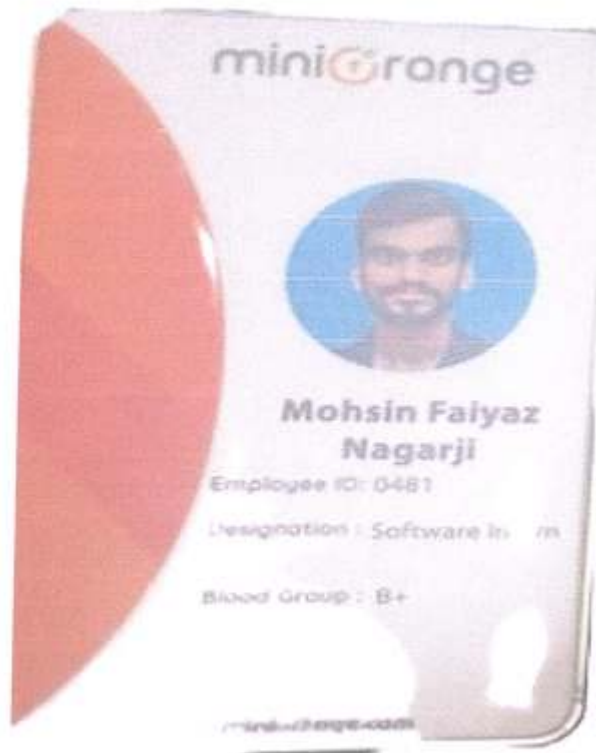 miniOrange
Mohsin Faiyaz
Nagarji
Employee ID: 0481
Designation : Software
Blood Group : B+